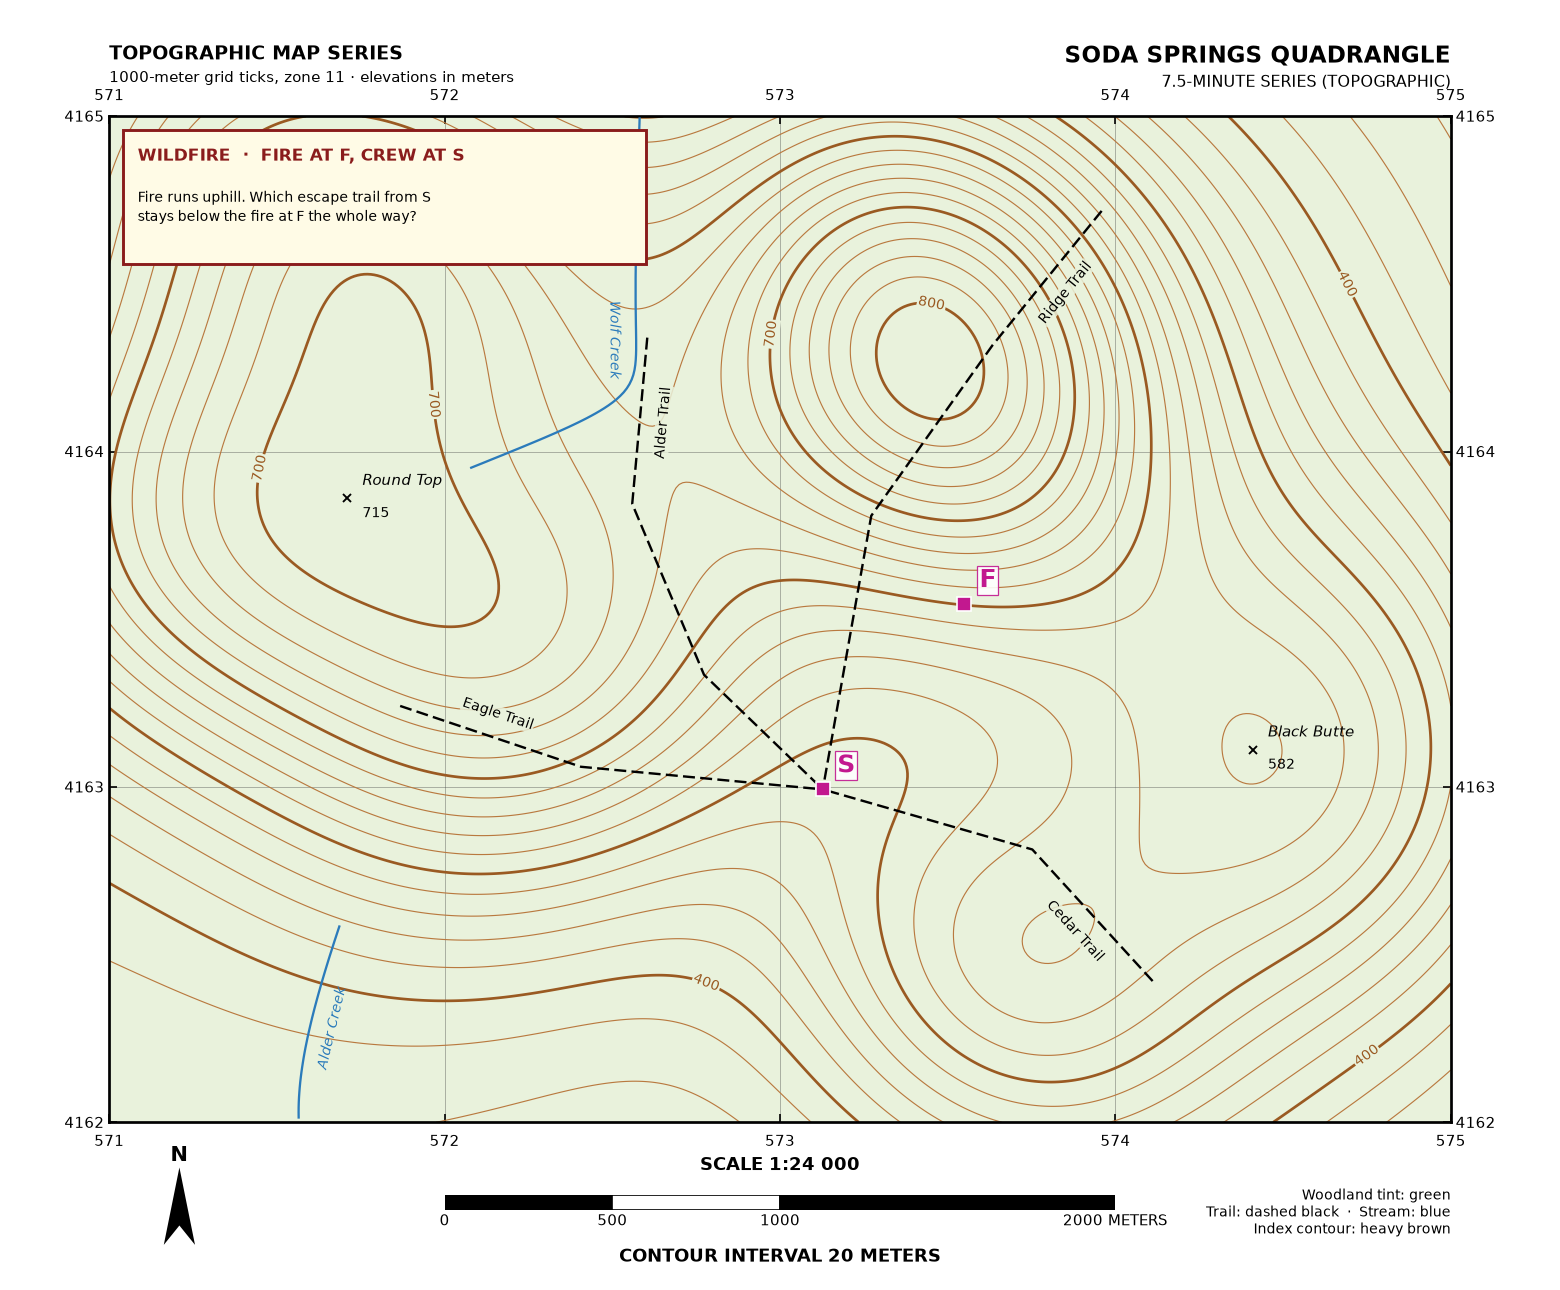 TOPOGRAPHIC MAP SERIES
1000-meter grid ticks, zone 11 · elevations in meters
SODA SPRINGS QUADRANGLE
7.5-MINUTE SERIES (TOPOGRAPHIC)
571 572 573 574 575
4165 4165
WILDFIRE · FIRE AT F, CREW AT S
Fire runs uphill. Which escape trail from S
stays below the fire at F the whole way?
400
Ridge Trail
800
Wolf Creek
700
700
Alder Trail
4164 4164
700
Round Top
715
F
Eagle Trail
Black Butte
582
S
4163 4163
Cedar Trail
400
Alder Creek
400
4162 4162
571 572 573 574 575
N
SCALE 1:24 000
0 500 1000 2000 METERS
CONTOUR INTERVAL 20 METERS
Woodland tint: green
Trail: dashed black · Stream: blue
Index contour: heavy brown